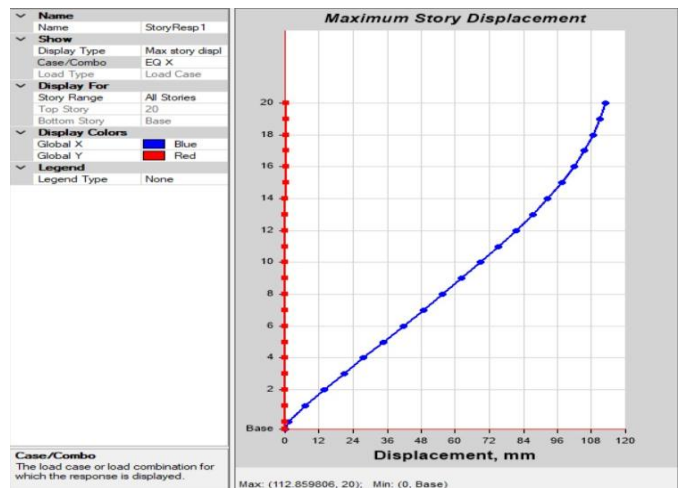 Name
Name StoryResp1
Show
Display Type Max story displ
Case/Combo EQ X
Load Type Load Case
Display For
Story Range All Stories
Top Story 20
Bottom Story Base
Display Colors
Global X Blue
Global Y Red
Legend
Legend Type None
Case/Combo
The load case or load combination for
which the response is displayed.
Maximum Story Displacement
20
18
16
14
12
10
8
6
4
2
Base
0 12 24 36 48 60 72 84 96 108 120
Displacement, mm
Max: (112.859806, 20); Min: (0, Base)